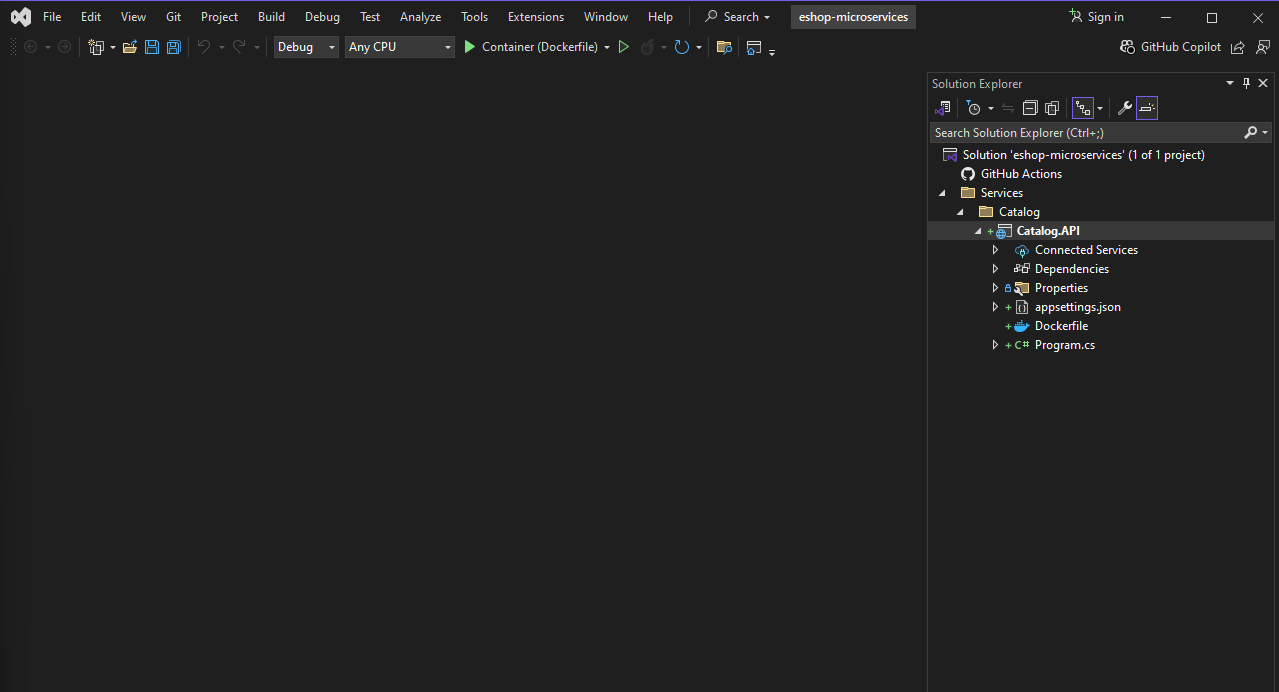 File Edit View Git Project Build Debug Test Analyze Tools Extensions Window Help Search eshop-microservices Sign in
Debug Any CPU Container (Dockerfile) GitHub Copilot
Solution Explorer
Search Solution Explorer (Ctrl+;)
Solution 'eshop-microservices' (1 of 1 project)
GitHub Actions
Services
Catalog
+ Catalog.API
Connected Services
Dependencies
Properties
+ {} appsettings.json
+ Dockerfile
+ C# Program.cs